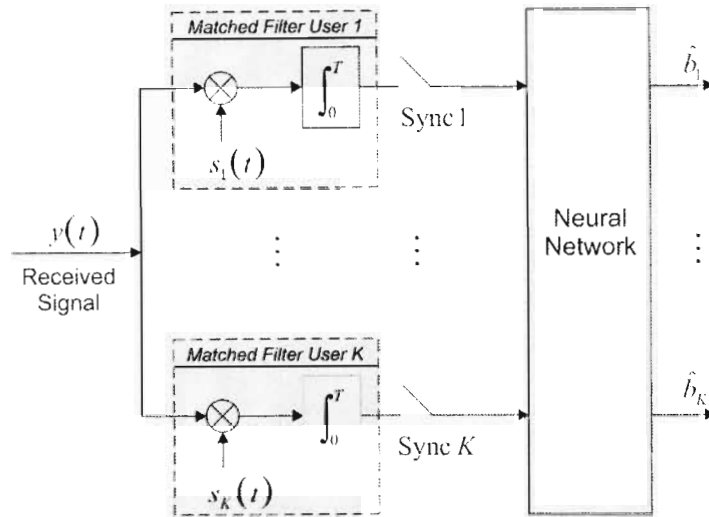 Matched Filter User 1
∫₀ᵀ
s₁(t)
Sync 1
b̂₁
y(t)
Received
Signal
Neural
Network
Matched Filter User K
∫₀ᵀ
s_K(t)
Sync K
b̂_K